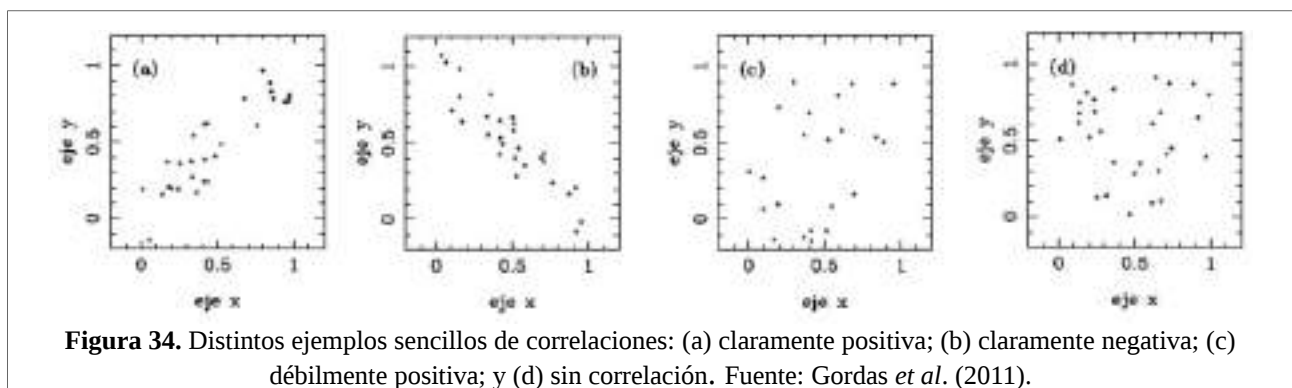 (a)
(b)
(c)
(d)
1
0.5
0
eje y
1
0.5
0
eje y
1
0.5
0
eje y
1
0.5
0
eje y
0 0.5 1
0 0.5 1
0 0.5 1
0 0.5 1
eje x
eje x
eje x
eje x
Figura 34. Distintos ejemplos sencillos de correlaciones: (a) claramente positiva; (b) claramente negativa; (c)
débilmente positiva; y (d) sin correlación. Fuente: Gordas et al. (2011).